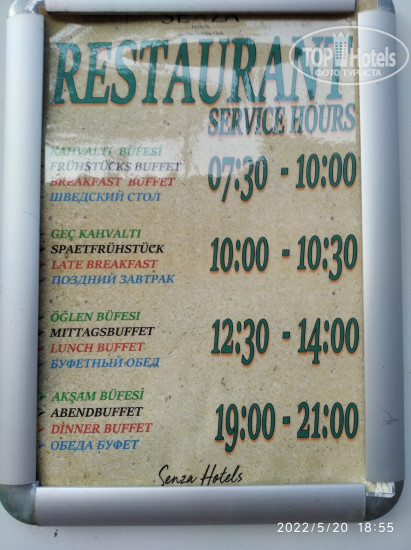 SENZA
RESTAURANT
SERVICE HOURS
TOP Hotels
ФОТО ТУРИСТА
KAHVALTI BÜFESİ
FRÜHSTÜCKS BUFFET
BREAKFAST BUFFET
ШВЕДСКИЙ СТОЛ
07:30 - 10:00
GEÇ KAHVALTI
SPAETFRÜHSTÜCK
LATE BREAKFAST
ПОЗДНИЙ ЗАВТРАК
10:00 - 10:30
ÖĞLEN BÜFESİ
MITTAGSBUFFET
LUNCH BUFFET
БУФЕТНЫЙ ОБЕД
12:30 - 14:00
AKŞAM BÜFESİ
ABENDBUFFET
DİNNER BUFFET
ОБЕДА БУФЕТ
19:00 - 21:00
Senza Hotels
2022/5/20 18:55